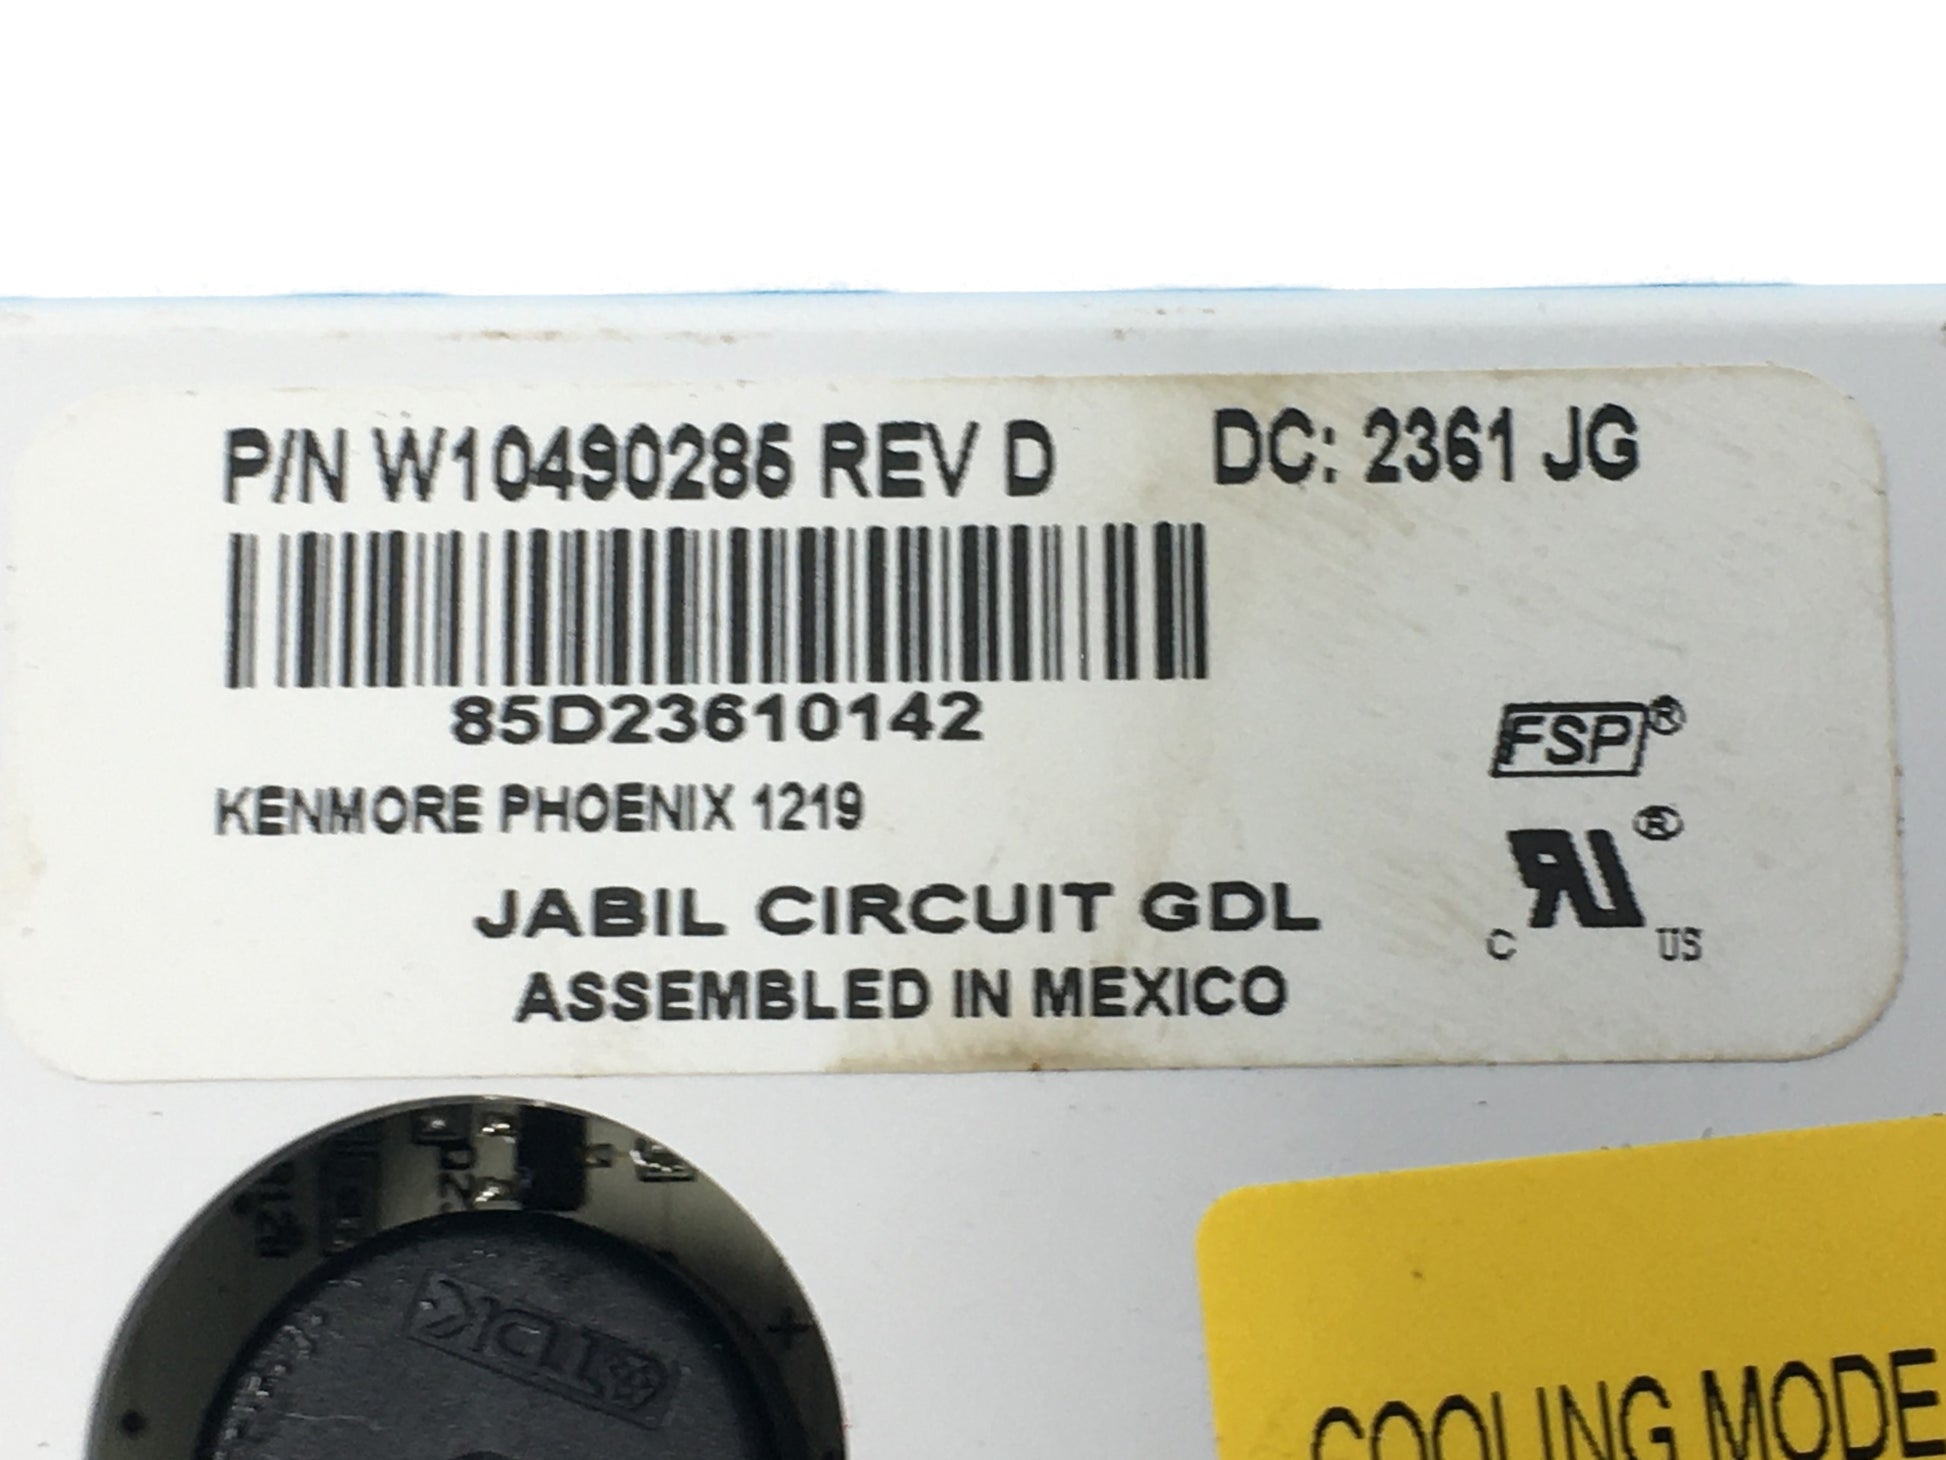 P/N W10490285 REV D DC: 2361 JG
85D23610142
KENMORE PHOENIX 1219
FSP®
JABIL CIRCUIT GDL
C US
ASSEMBLED IN MEXICO
TDK
+
COOLING MODE